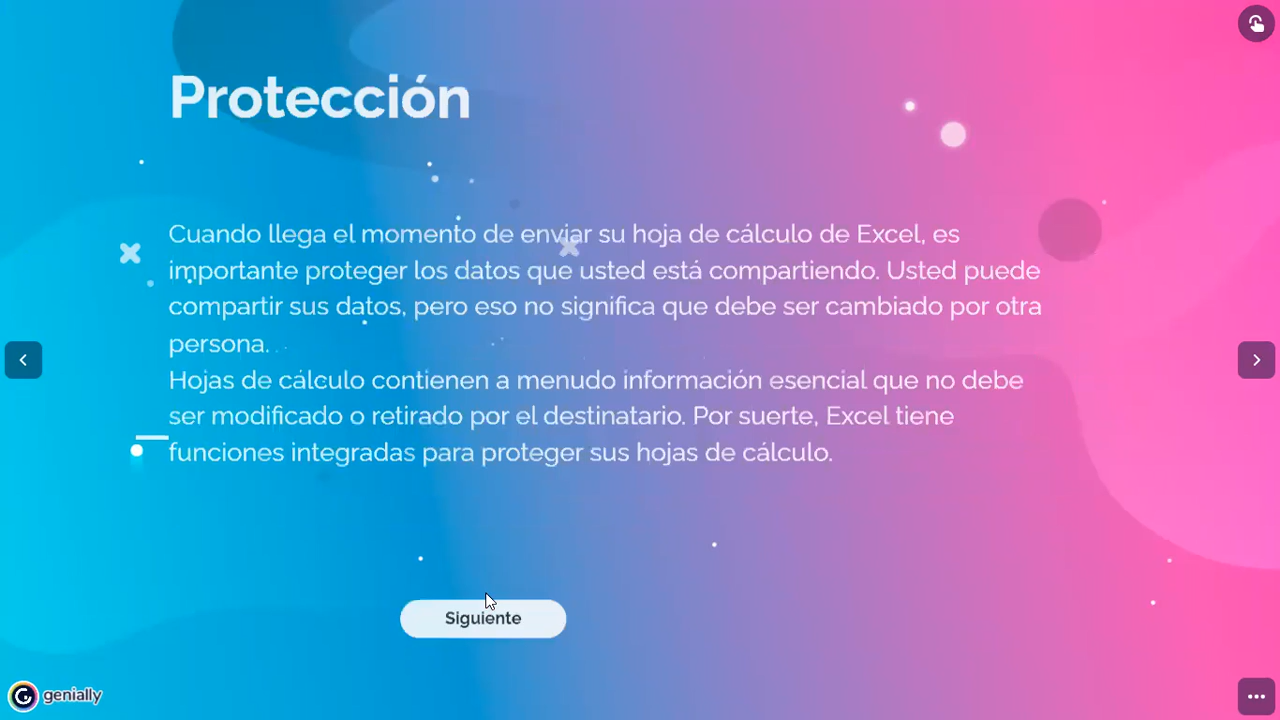 Protección
Cuando llega el momento de enviar su hoja de cálculo de Excel, es
importante proteger los datos que usted está compartiendo. Usted puede
compartir sus datos, pero eso no significa que debe ser cambiado por otra
persona.
Hojas de cálculo contienen a menudo información esencial que no debe
ser modificado o retirado por el destinatario. Por suerte, Excel tiene
funciones integradas para proteger sus hojas de cálculo.
Siguiente
genially